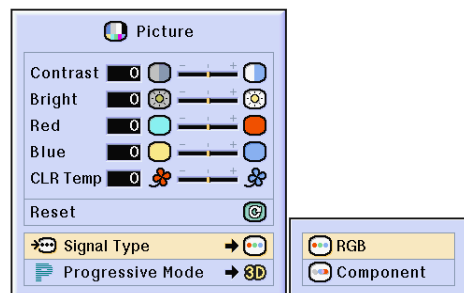 Picture
Contrast 0
Bright 0
Red 0
Blue 0
CLR Temp 0
Reset
Signal Type
Progressive Mode 3D
RGB
Component